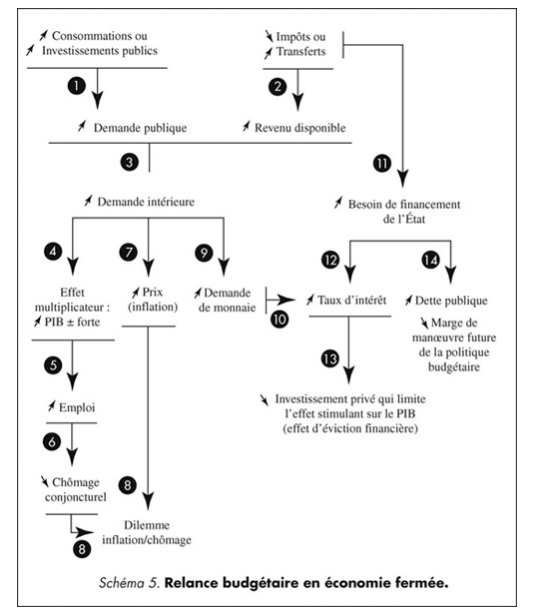 Consommations ou
Investissements publics
Impôts ou
Transferts
1
2
Demande publique
Revenu disponible
3
11
Demande intérieure
Besoin de financement
de l'État
4
7
9
12
14
Effet
multiplicateur :
PIB ± forte
Prix
(inflation)
Demande
de monnaie
10
Taux d'intérêt
Dette publique
Marge de
manœuvre future
de la politique
budgétaire
5
13
Emploi
Investissement privé qui limite
l'effet stimulant sur le PIB
(effet d'éviction financière)
6
Chômage
conjoncturel
8
8
Dilemme
inflation/chômage
Schéma 5. Relance budgétaire en économie fermée.